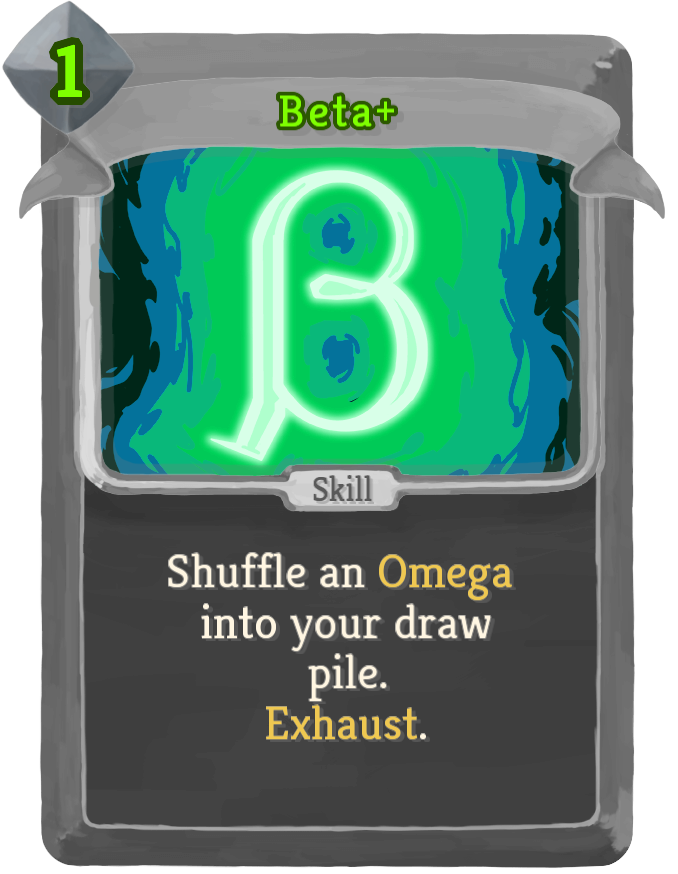 1
Beta+
β
Skill
Shuffle an Omega
into your draw
pile.
Exhaust.